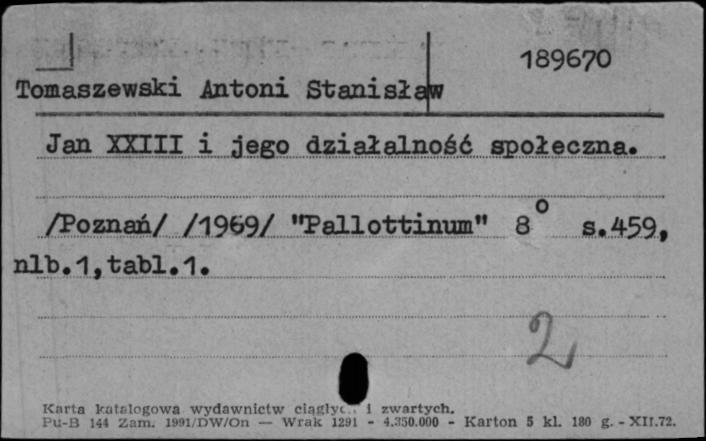 189670
Tomaszewski Antoni Stanisław
Jan XXIII i jego działalność społeczna.
/Poznań/ /1969/ "Pallottinum" 8° s.459,
nlb.1,tabl.1.
2
Karta katalogowa wydawnictw ciągłych i zwartych.
Pu-B 144 Zam. 1991/DW/On — Wrak 1291 - 4.350.000 - Karton 5 kl. 180 g. - XII.72.